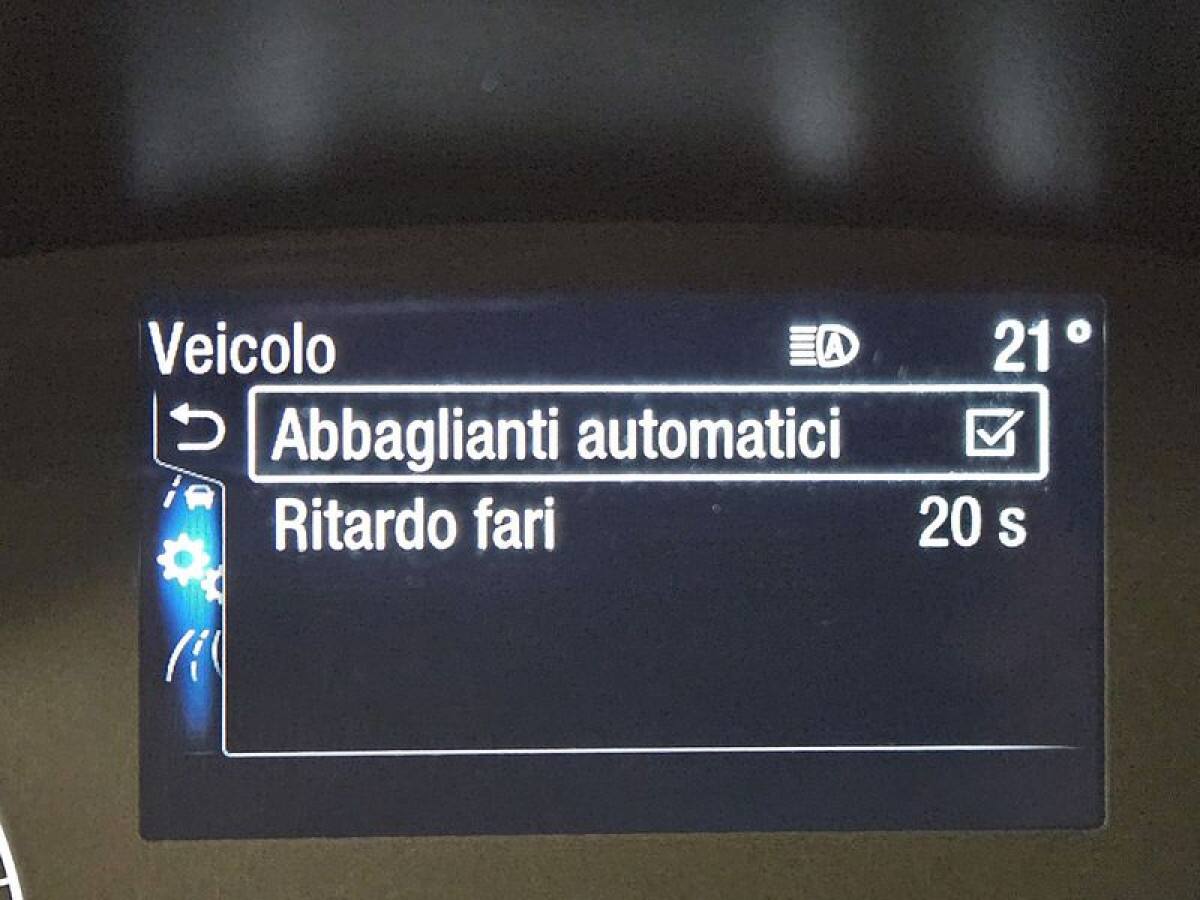 Veicolo A 21°
Abbaglianti automatici
Ritardo fari 20 s